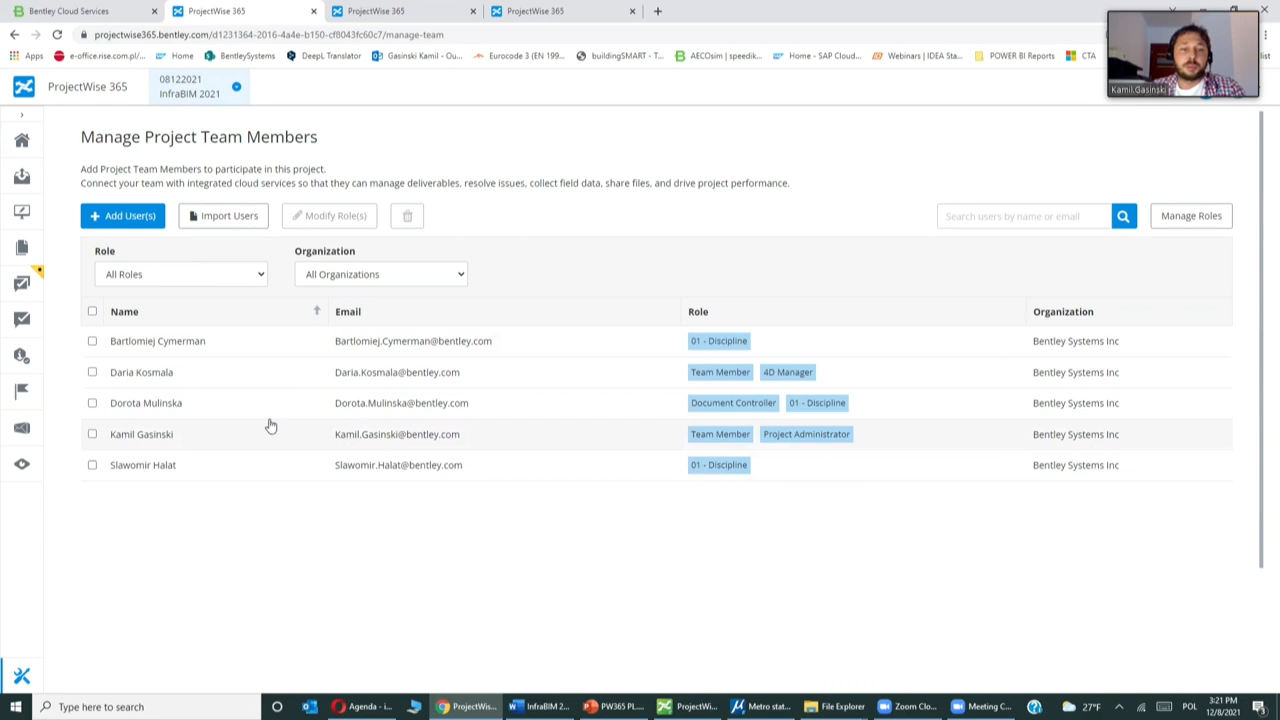 Bentley Cloud Services
ProjectWise 365
ProjectWise 365
ProjectWise 365
projectwise365.bentley.com/d1231364-2016-4a4e-b150-cf8043fc60c7/manage-team
Apps
e-office.rise.com.pl/...
Home
BentleySystems
DeepL Translator
Gasinski Kamil - Ou...
Eurocode 3 (EN 199...
buildingSMART - T...
AECOsim | speedik...
Home - SAP Cloud...
Webinars | IDEA Sta...
POWER BI Reports
CTA
list
Kamil.Gasinski
ProjectWise 365
08122021
InfraBIM 2021
Manage Project Team Members
Add Project Team Members to participate in this project.
Connect your team with integrated cloud services so that they can manage deliverables, resolve issues, collect field data, share files, and drive project performance.
+ Add User(s)
Import Users
Modify Role(s)
Search users by name or email
Manage Roles
Role
Organization
All Roles
All Organizations
Name Email Role Organization
Bartlomiej Cymerman Bartlomiej.Cymerman@bentley.com 01 - Discipline Bentley Systems Inc
Daria Kosmala Daria.Kosmala@bentley.com Team Member 4D Manager Bentley Systems Inc
Dorota Mulinska Dorota.Mulinska@bentley.com Document Controller 01 - Discipline Bentley Systems Inc
Kamil Gasinski Kamil.Gasinski@bentley.com Team Member Project Administrator Bentley Systems Inc
Slawomir Halat Slawomir.Halat@bentley.com 01 - Discipline Bentley Systems Inc
Type here to search
Agenda - i...
ProjectWis...
InfraBIM 2...
PW365 PL...
ProjectWi...
Metro stat...
File Explorer
Zoom Clo...
Meeting C...
27°F
POL
3:21 PM
12/8/2021
3